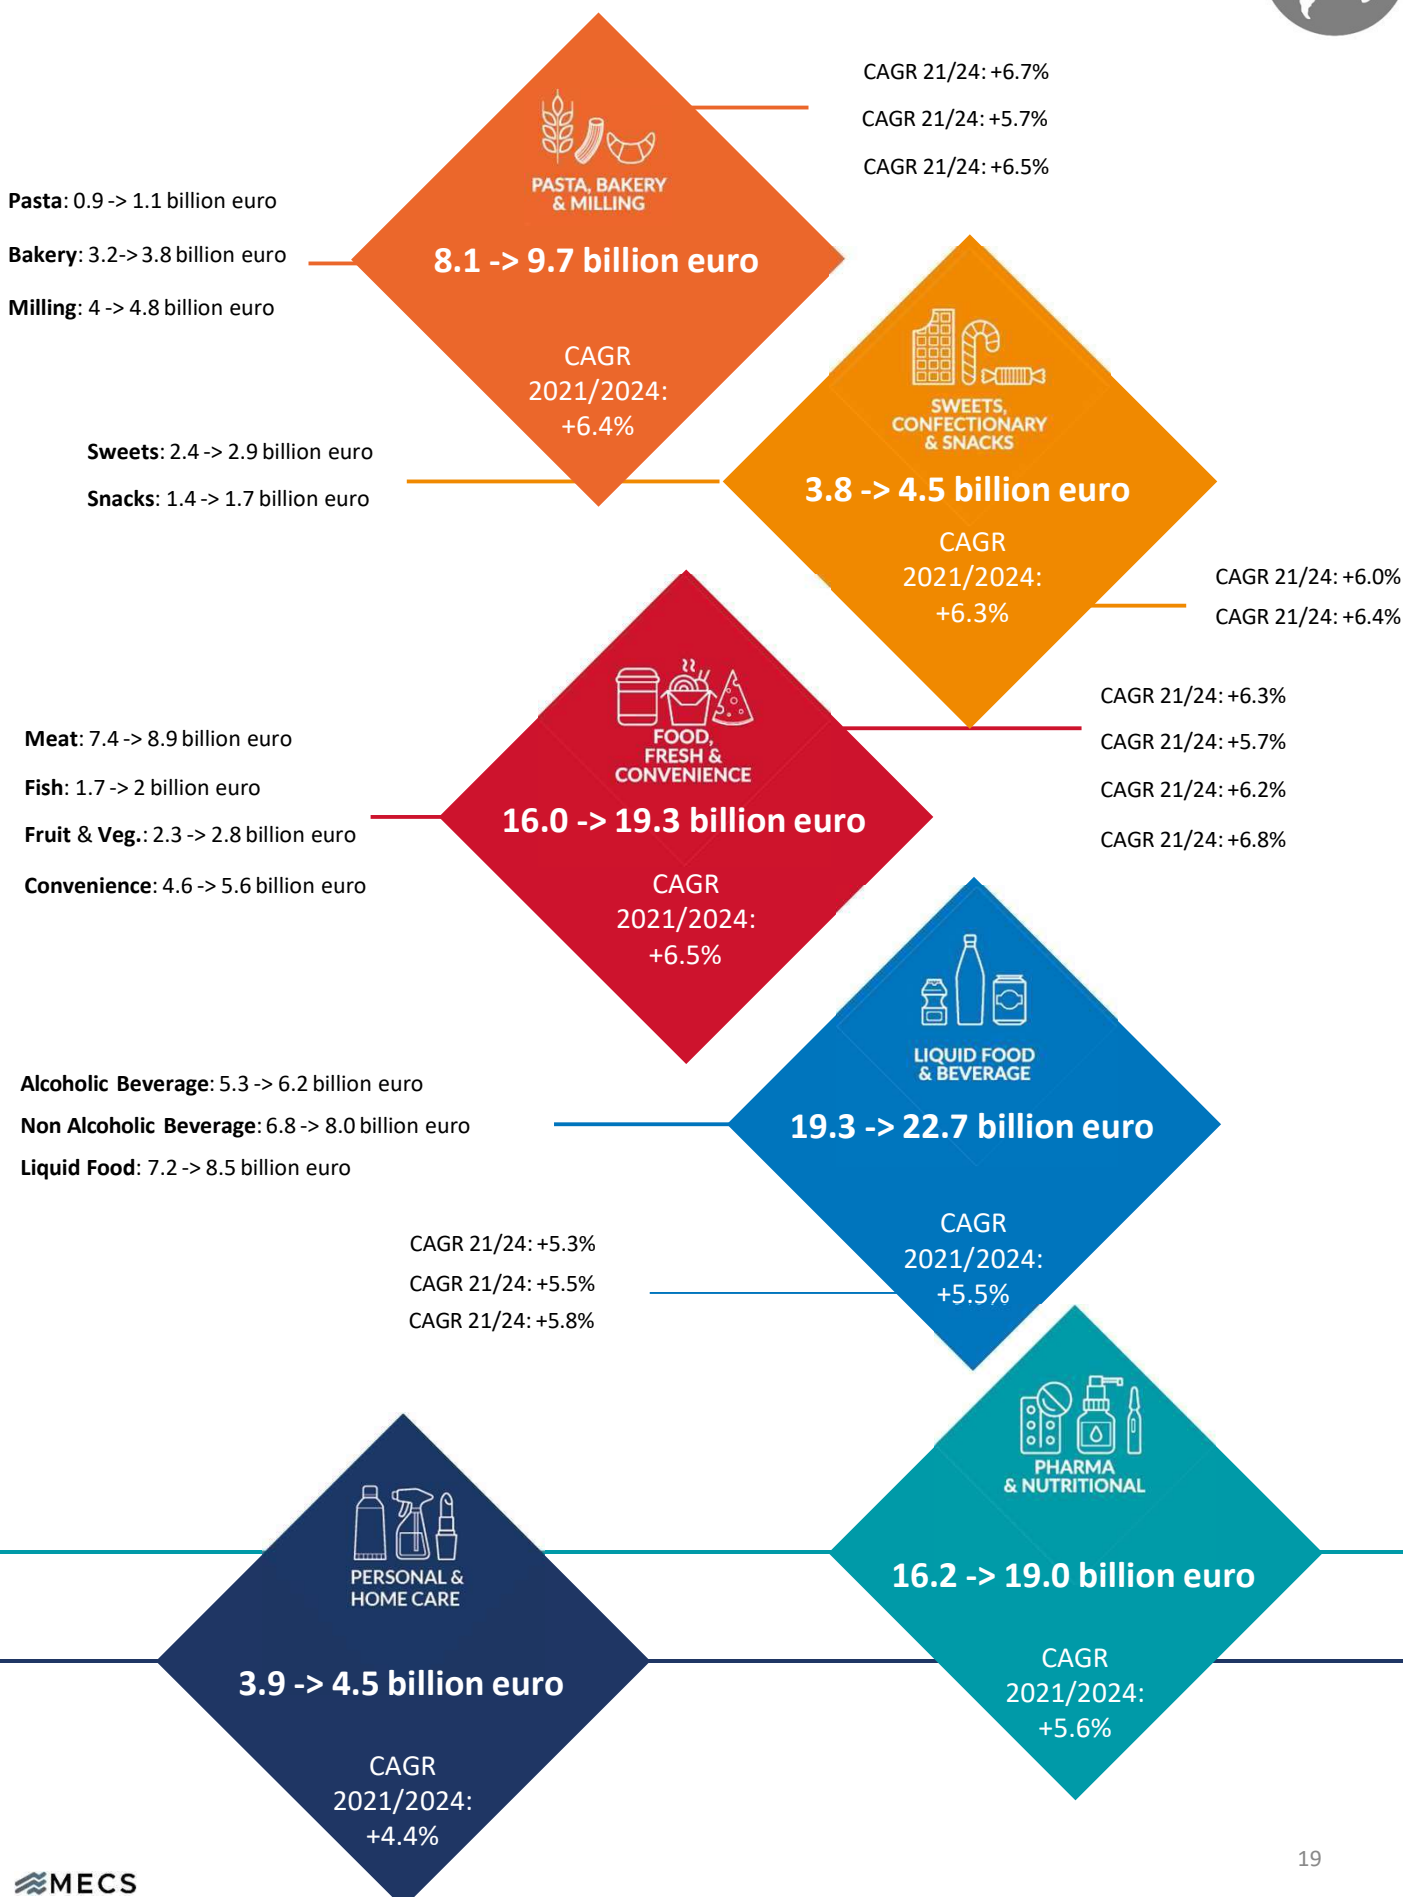 CAGR 21/24: +6.7%
CAGR 21/24: +5.7%
CAGR 21/24: +6.5%
PASTA, BAKERY
& MILLING
Pasta: 0.9 -> 1.1 billion euro
Bakery: 3.2-> 3.8 billion euro
Milling: 4 -> 4.8 billion euro
8.1 -> 9.7 billion euro
CAGR
2021/2024:
+6.4%
SWEETS,
CONFECTIONARY
& SNACKS
Sweets: 2.4 -> 2.9 billion euro
Snacks: 1.4 -> 1.7 billion euro
3.8 -> 4.5 billion euro
CAGR
2021/2024:
+6.3%
CAGR 21/24: +6.0%
CAGR 21/24: +6.4%
FOOD,
FRESH &
CONVENIENCE
CAGR 21/24: +6.3%
CAGR 21/24: +5.7%
CAGR 21/24: +6.2%
CAGR 21/24: +6.8%
Meat: 7.4 -> 8.9 billion euro
Fish: 1.7 -> 2 billion euro
Fruit & Veg.: 2.3 -> 2.8 billion euro
Convenience: 4.6 -> 5.6 billion euro
16.0 -> 19.3 billion euro
CAGR
2021/2024:
+6.5%
LIQUID FOOD
& BEVERAGE
Alcoholic Beverage: 5.3 -> 6.2 billion euro
Non Alcoholic Beverage: 6.8 -> 8.0 billion euro
Liquid Food: 7.2 -> 8.5 billion euro
19.3 -> 22.7 billion euro
CAGR
2021/2024:
+5.5%
CAGR 21/24: +5.3%
CAGR 21/24: +5.5%
CAGR 21/24: +5.8%
PHARMA
& NUTRITIONAL
16.2 -> 19.0 billion euro
CAGR
2021/2024:
+5.6%
PERSONAL &
HOME CARE
3.9 -> 4.5 billion euro
CAGR
2021/2024:
+4.4%
19
MECS